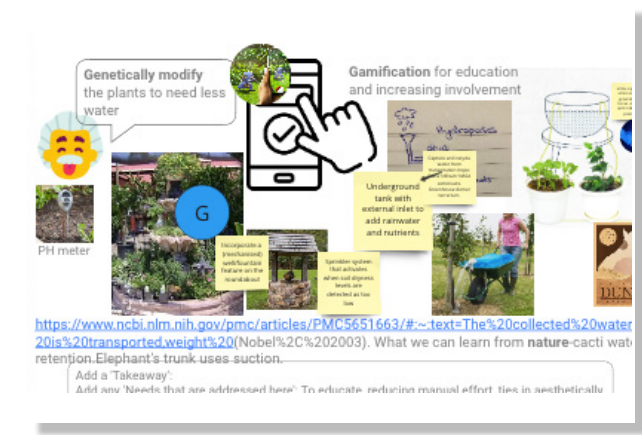 Genetically modify
the plants to need less
water
Gamification for education
and increasing involvement
Hydroponics
PH meter
G
Underground
tank with
external inlet to
add rainwater
and nutrients
Incorporate a
(mechanised)
well/fountain
feature on the
roundabout
Sprinkler system
that activates
when soil dryness
levels are
detected as too
low
https://www.ncbi.nlm.nih.gov/pmc/articles/PMC5651663/#:~:text=The%20collected%20water
20is%20transported,weight%20(Nobel%2C%202003). What we can learn from nature-cacti wat
retention.Elephant's trunk uses suction.
Add a 'Takeaway':
Add any 'Needs that are addressed here': To educate, reducing manual effort, ties in aesthetically